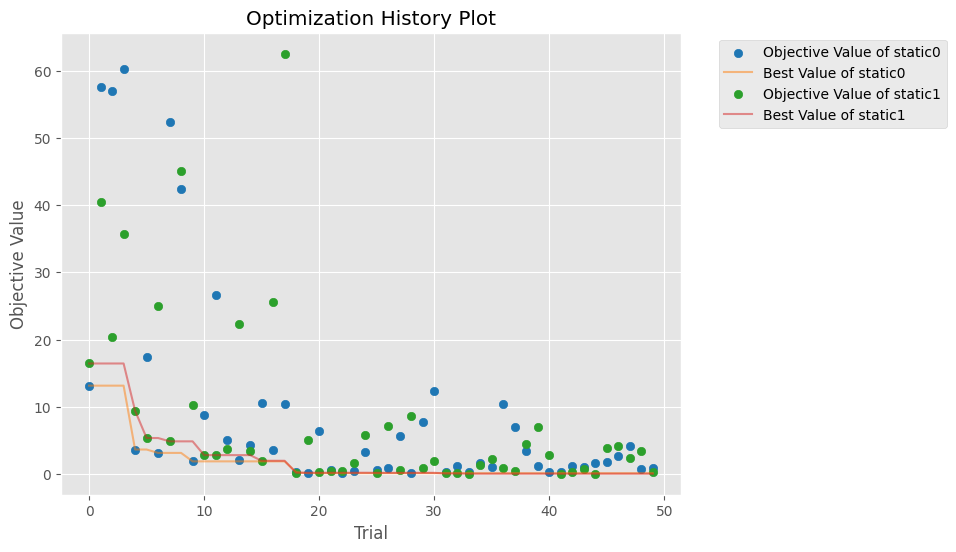 Optimization History Plot
Objective Value
60
50
40
30
20
10
0
0 10 20 30 40 50
Trial
Objective Value of static0
Best Value of static0
Objective Value of static1
Best Value of static1